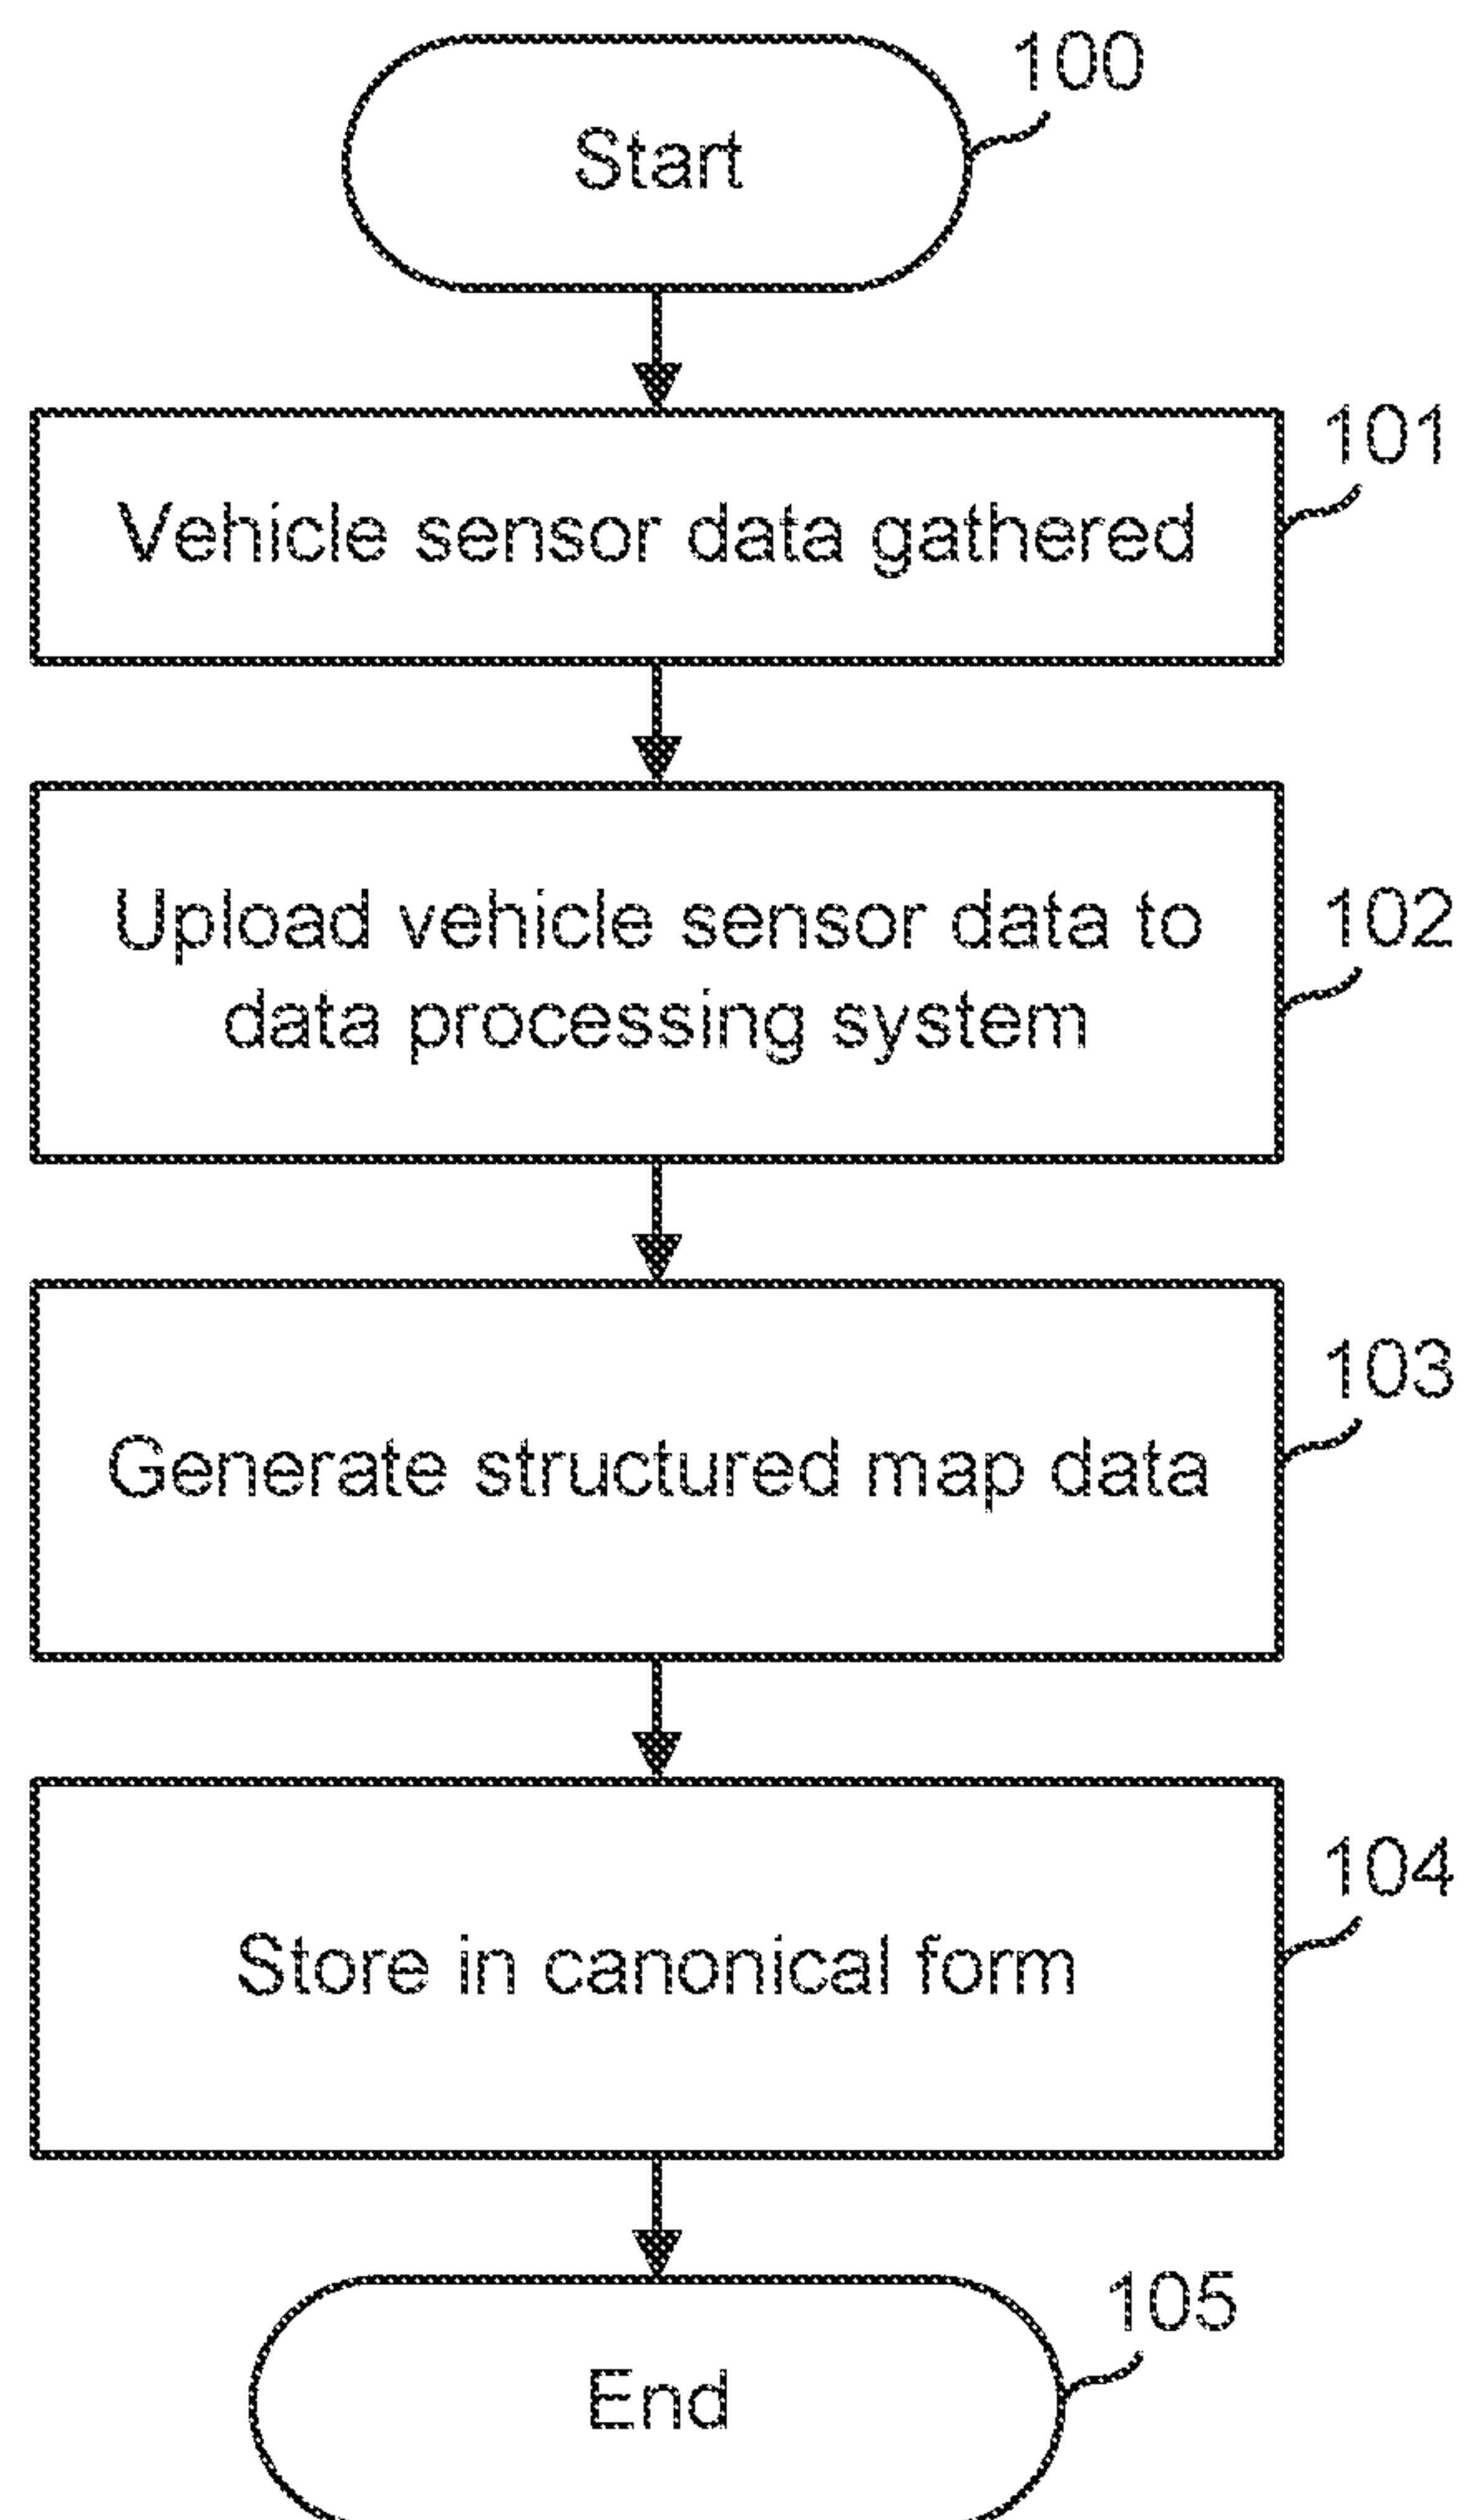 100
Start
101
Vehicle sensor data gathered
102
Upload vehicle sensor data to
data processing system
103
Generate structured map data
104
Store in canonical form
105
End